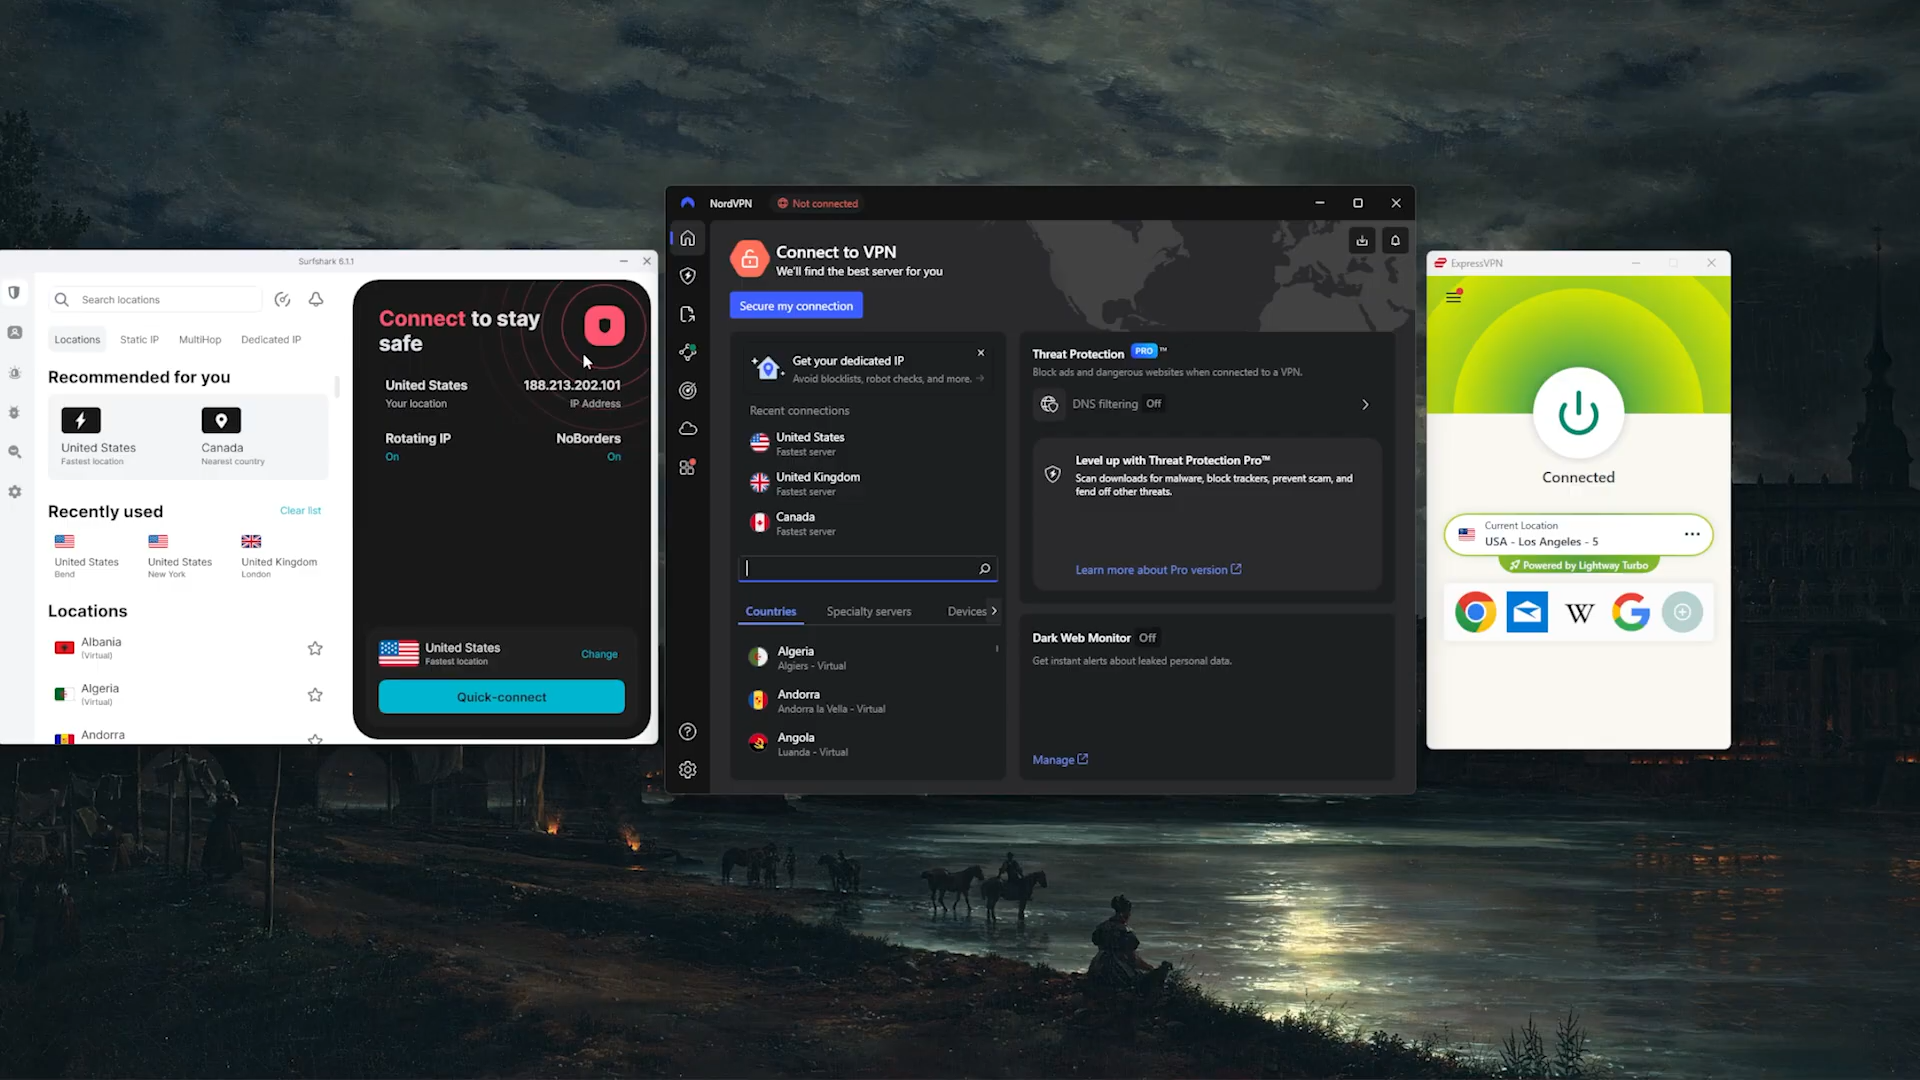 Surfshark 6.1.1
Search locations
Locations
Static IP
MultiHop
Dedicated IP
Recommended for you
United States
Fastest location
Canada
Nearest country
Recently used
Clear list
United States
Bend
United States
New York
United Kingdom
London
Locations
Albania
(Virtual)
Algeria
(Virtual)
Andorra
Connect to stay
safe
United States
188.213.202.101
Your location
IP Address
Rotating IP
NoBorders
On
On
United States
Fastest location
Change
Quick-connect
NordVPN
Not connected
Connect to VPN
We'll find the best server for you
Secure my connection
Get your dedicated IP
Avoid blocklists, robot checks, and more. →
Recent connections
United States
Fastest server
United Kingdom
Fastest server
Canada
Fastest server
Countries
Specialty servers
Devices
Algeria
Algiers - Virtual
Andorra
Andorra la Vella - Virtual
Angola
Luanda - Virtual
Threat Protection PRO ™
Block ads and dangerous websites when connected to a VPN.
DNS filtering Off
Level up with Threat Protection Pro™
Scan downloads for malware, block trackers, prevent scam, and
fend off other threats.
Learn more about Pro version
Dark Web Monitor Off
Get instant alerts about leaked personal data.
Manage
ExpressVPN
Connected
Current Location
USA - Los Angeles - 5
Powered by Lightway Turbo
W
G